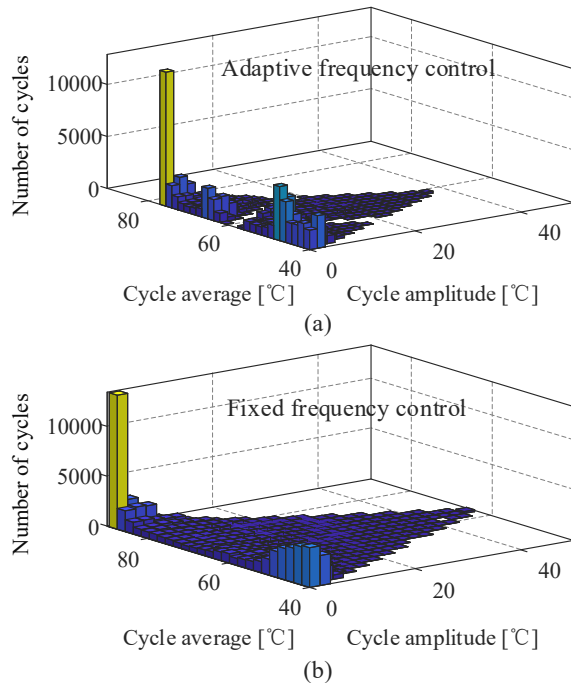 Number of cycles
10000
5000
0
Adaptive frequency control
80
60
40
0
20
40
Cycle average [℃]
Cycle amplitude [℃]
(a)
Number of cycles
10000
5000
0
Fixed frequency control
80
60
40
0
20
40
Cycle average [℃]
Cycle amplitude [℃]
(b)